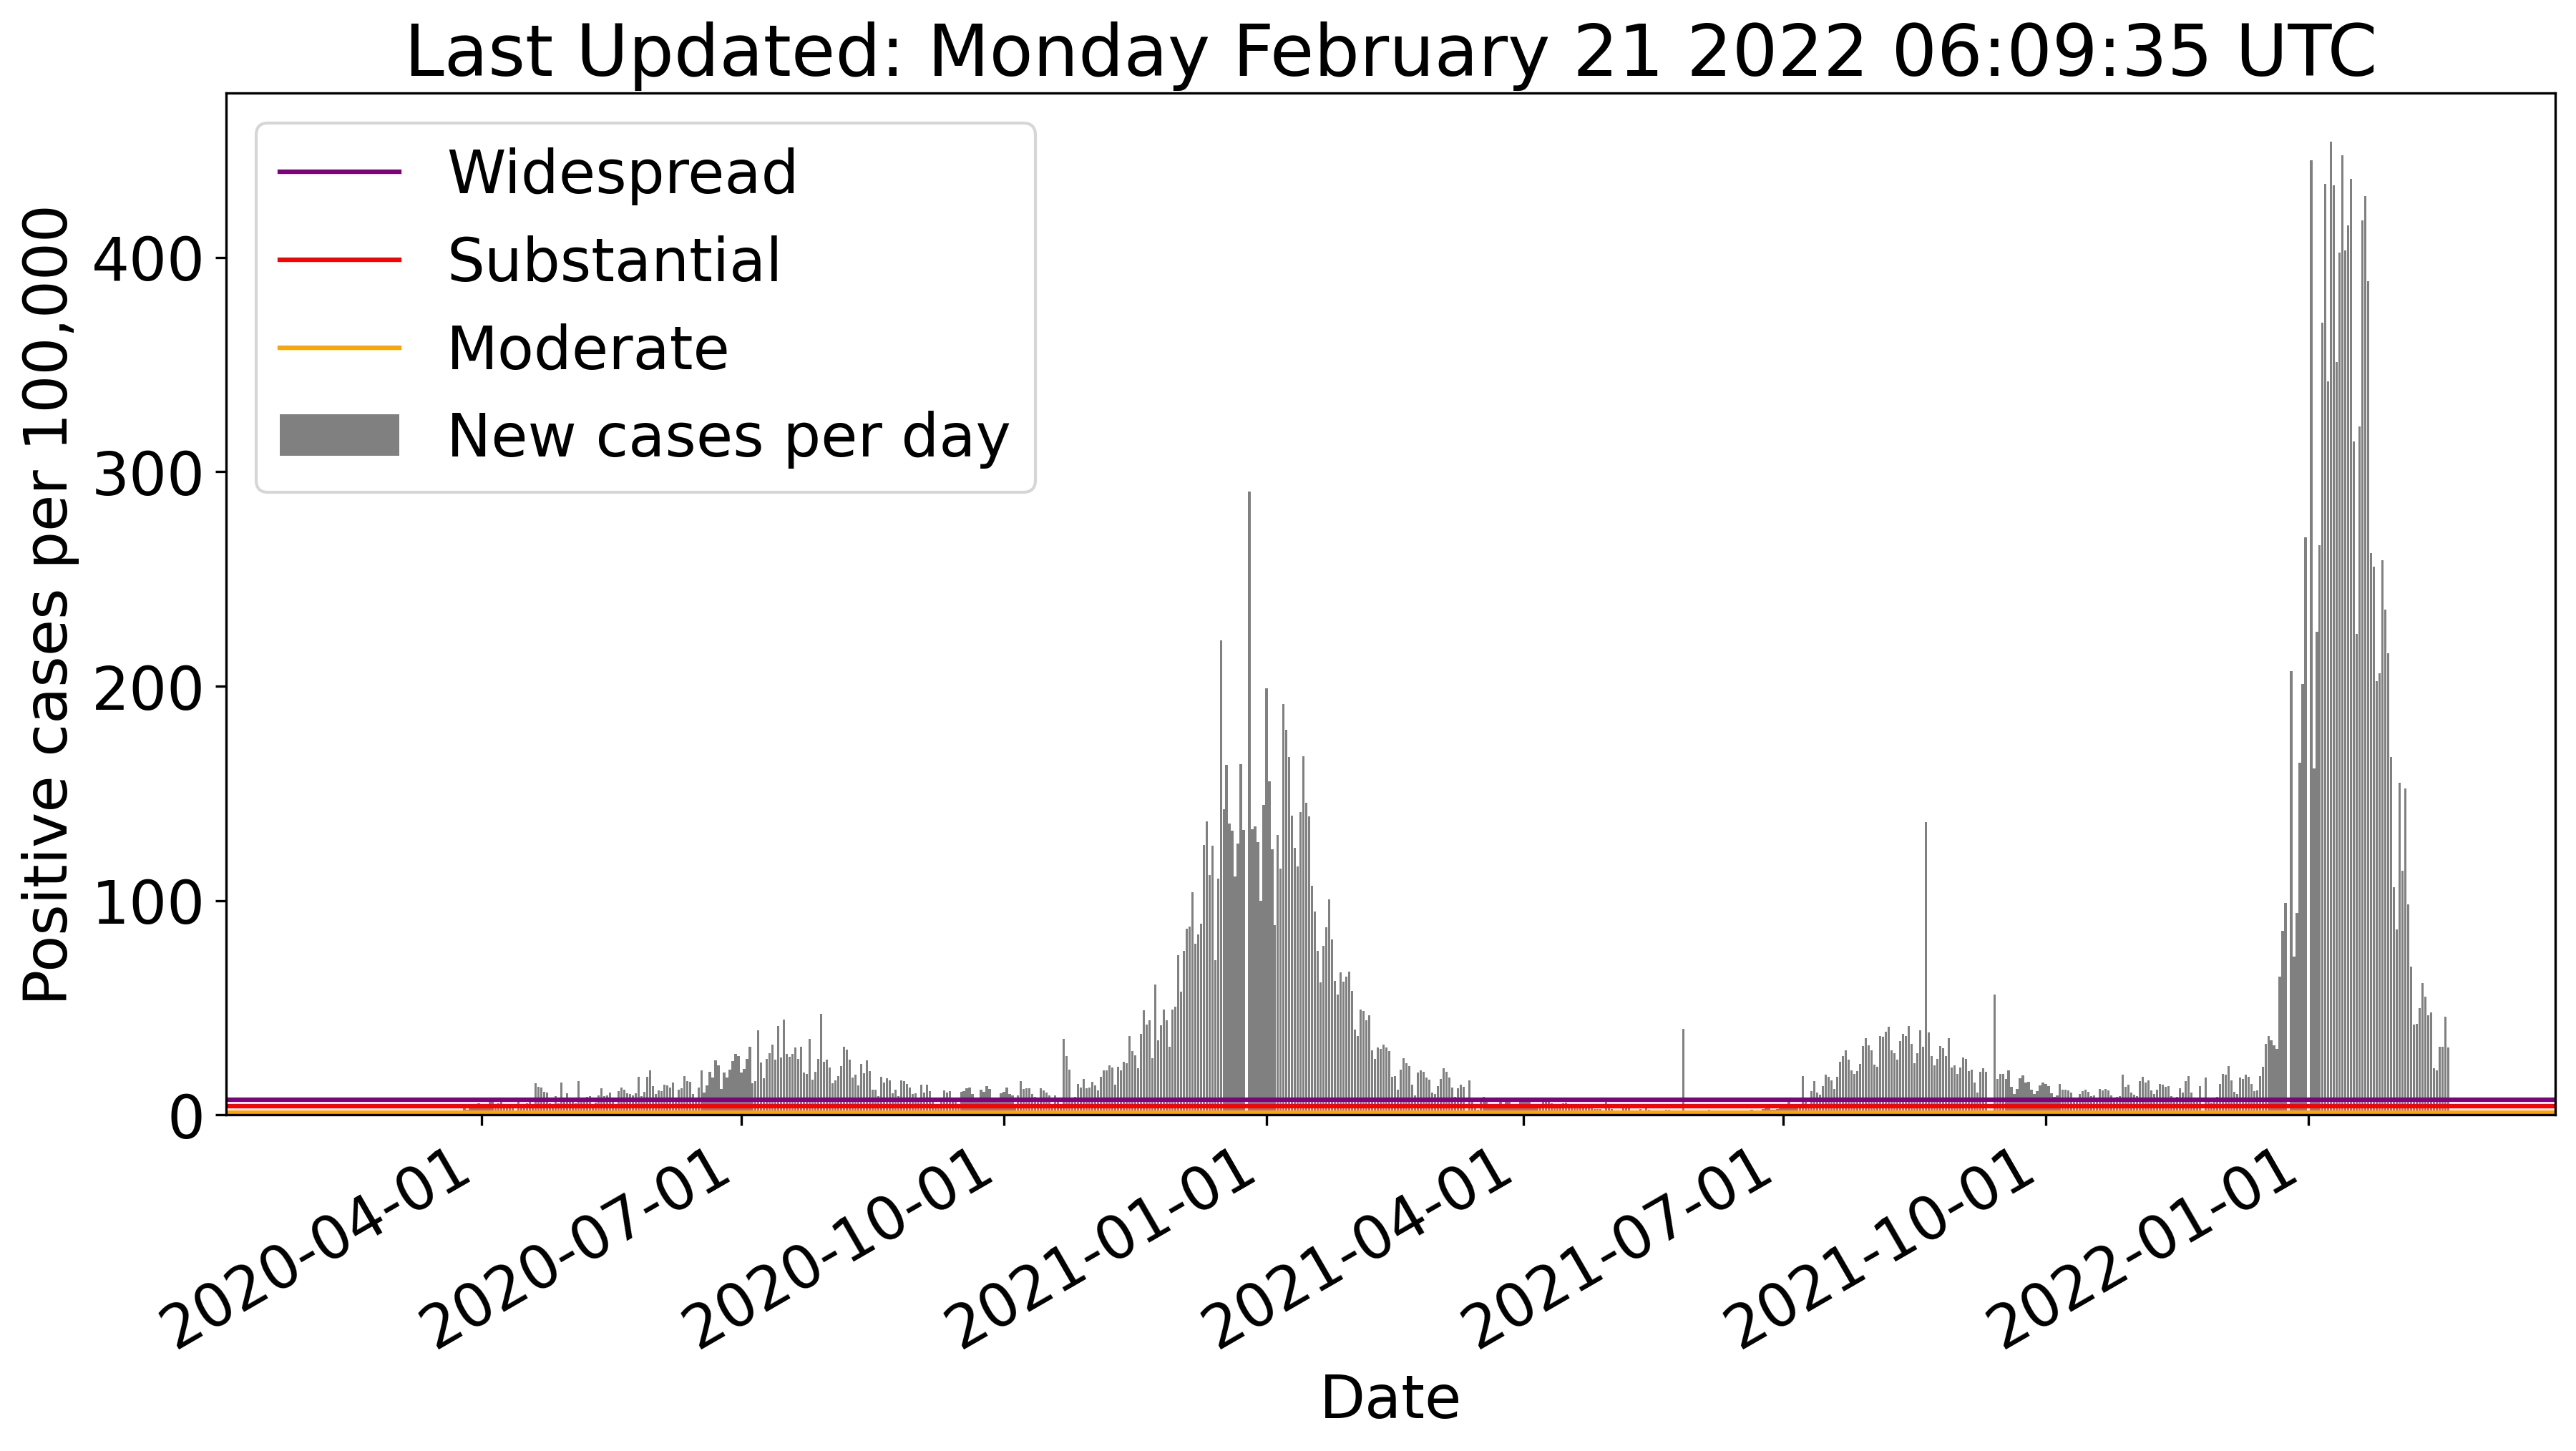 Last Updated: Monday February 21 2022 06:09:35 UTC
Widespread
Substantial
Moderate
New cases per day
Positive cases per 100,000
400
300
200
100
0
2020-04-01
2020-07-01
2020-10-01
2021-01-01
2021-04-01
2021-07-01
2021-10-01
2022-01-01
Date